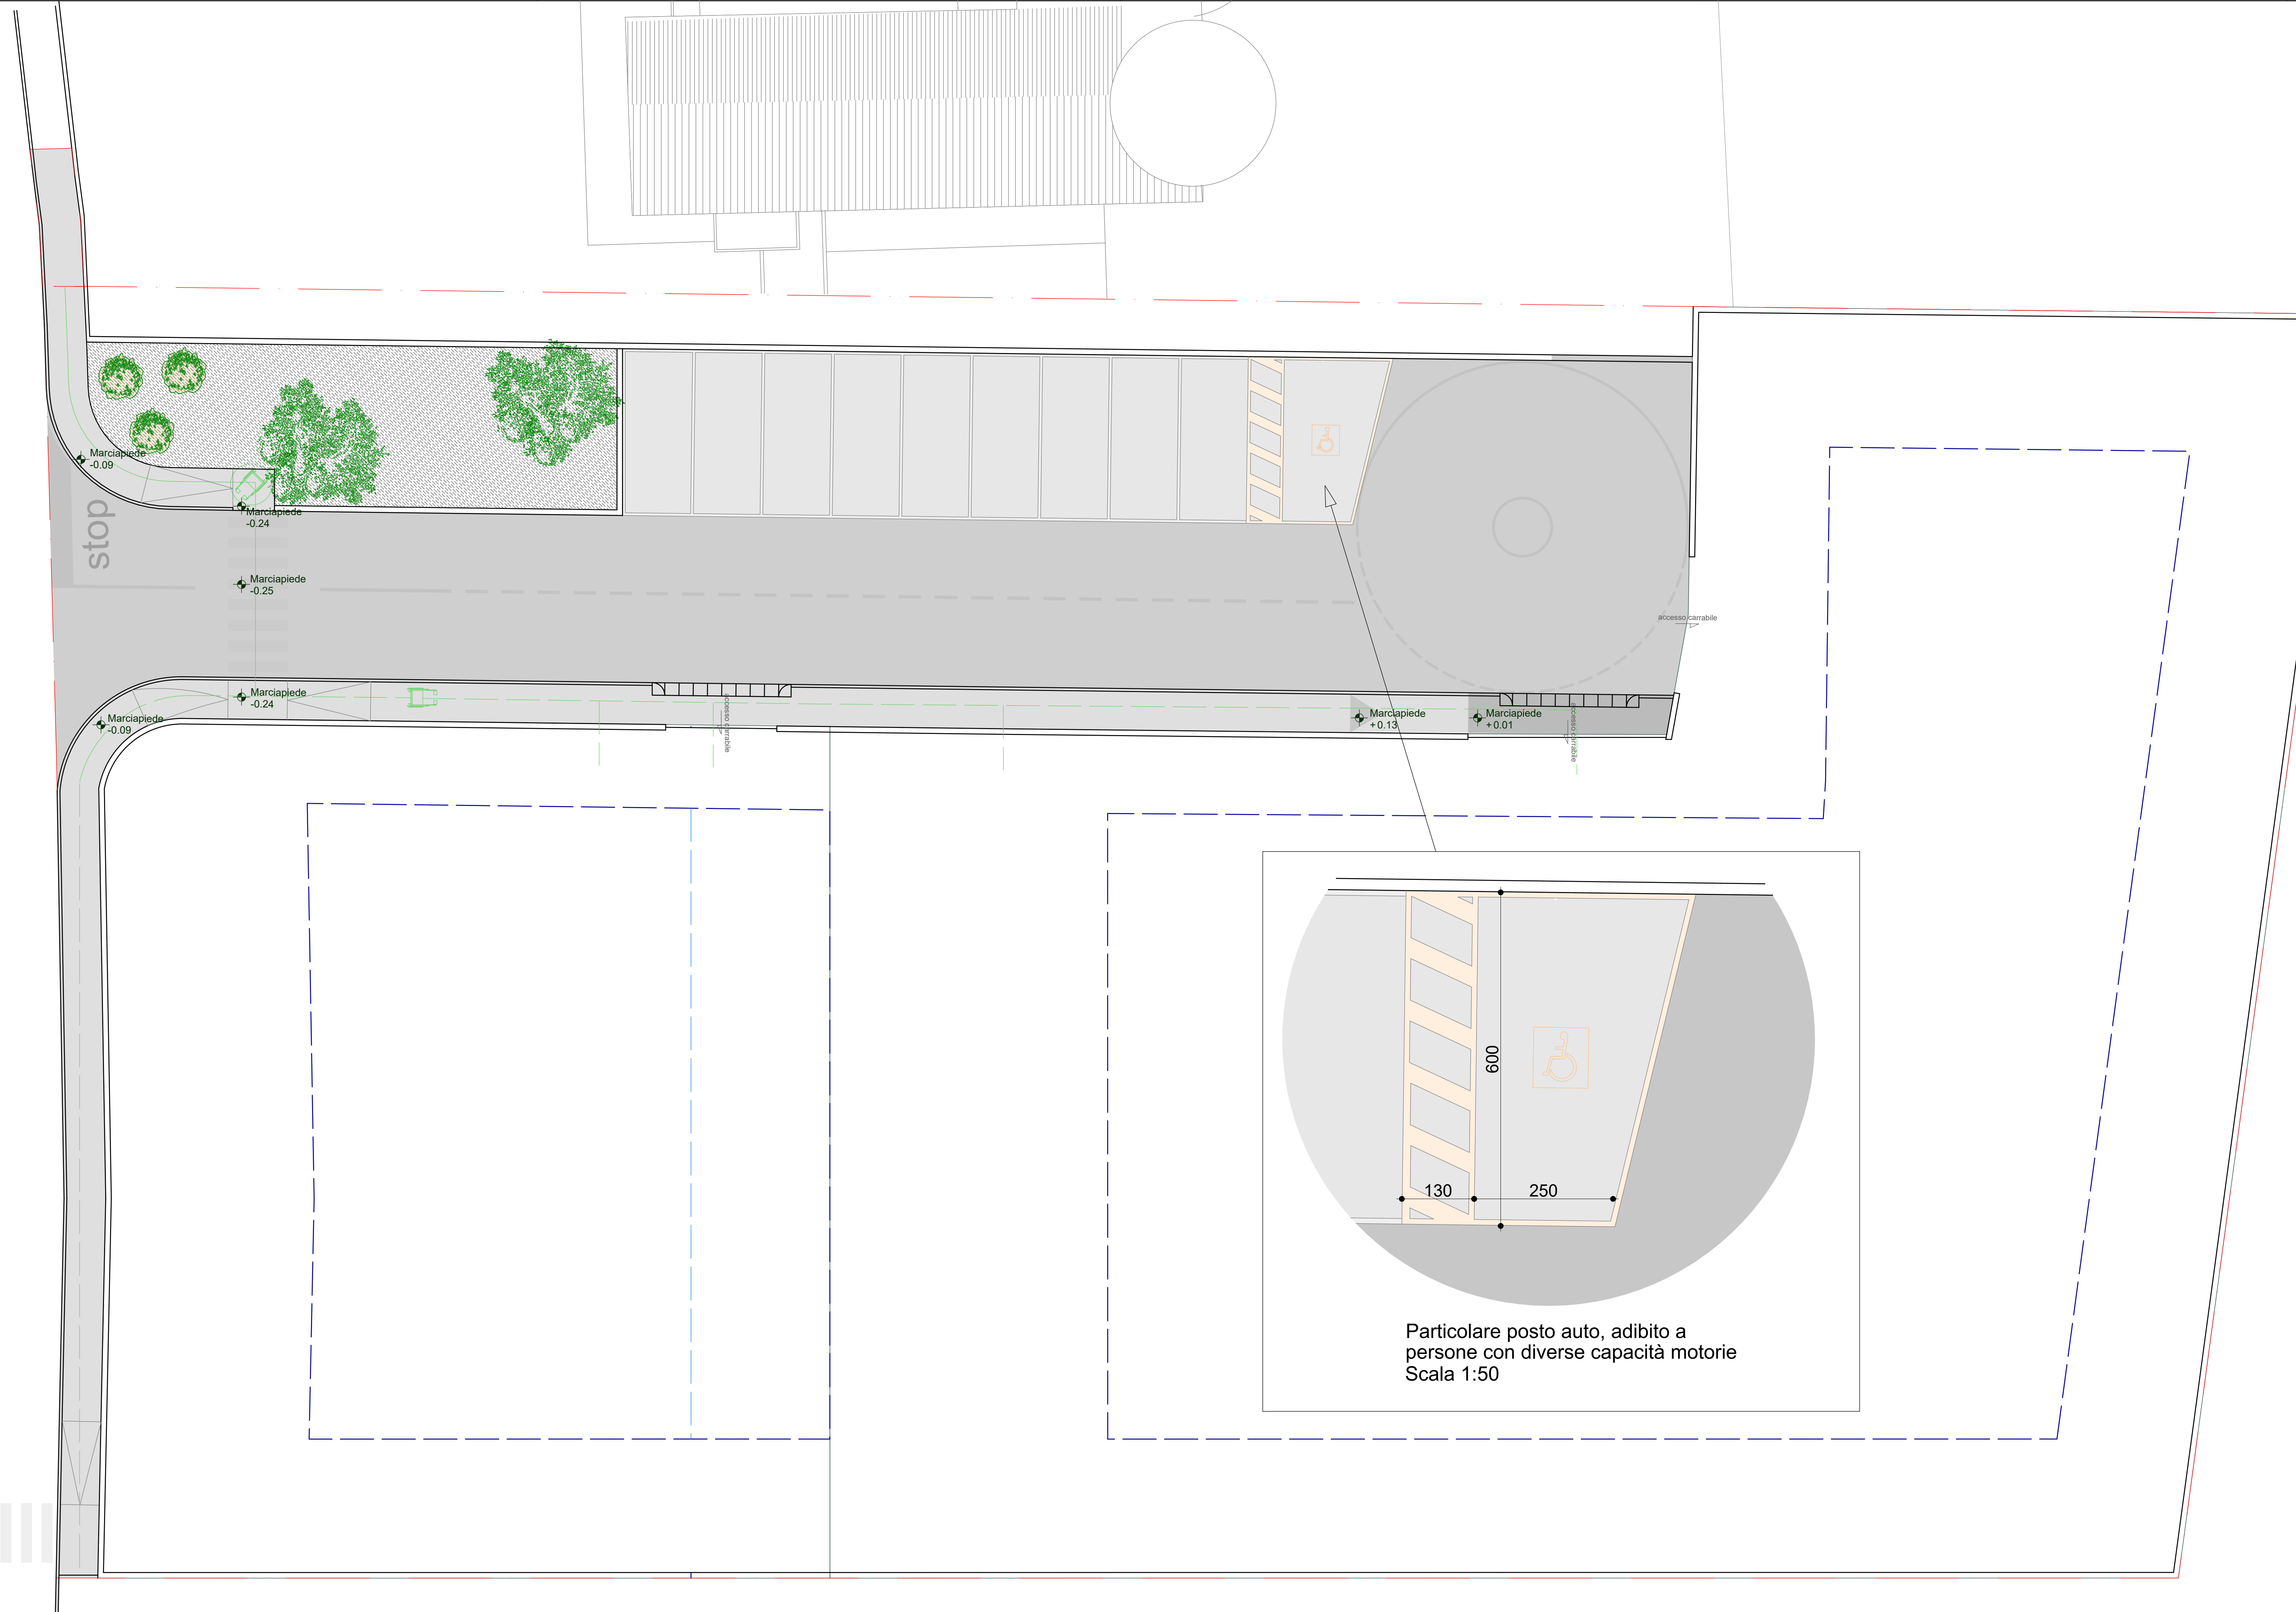 Marciapiede
-0.09
Marciapiede
-0.24
stop
Marciapiede
-0.25
accesso carrabile
Marciapiede
-0.24
Marciapiede
-0.09
accesso carrabile
Marciapiede
+0.13
Marciapiede
+0.01
accesso carrabile
600
130
250
Particolare posto auto, adibito a
persone con diverse capacità motorie
Scala 1:50